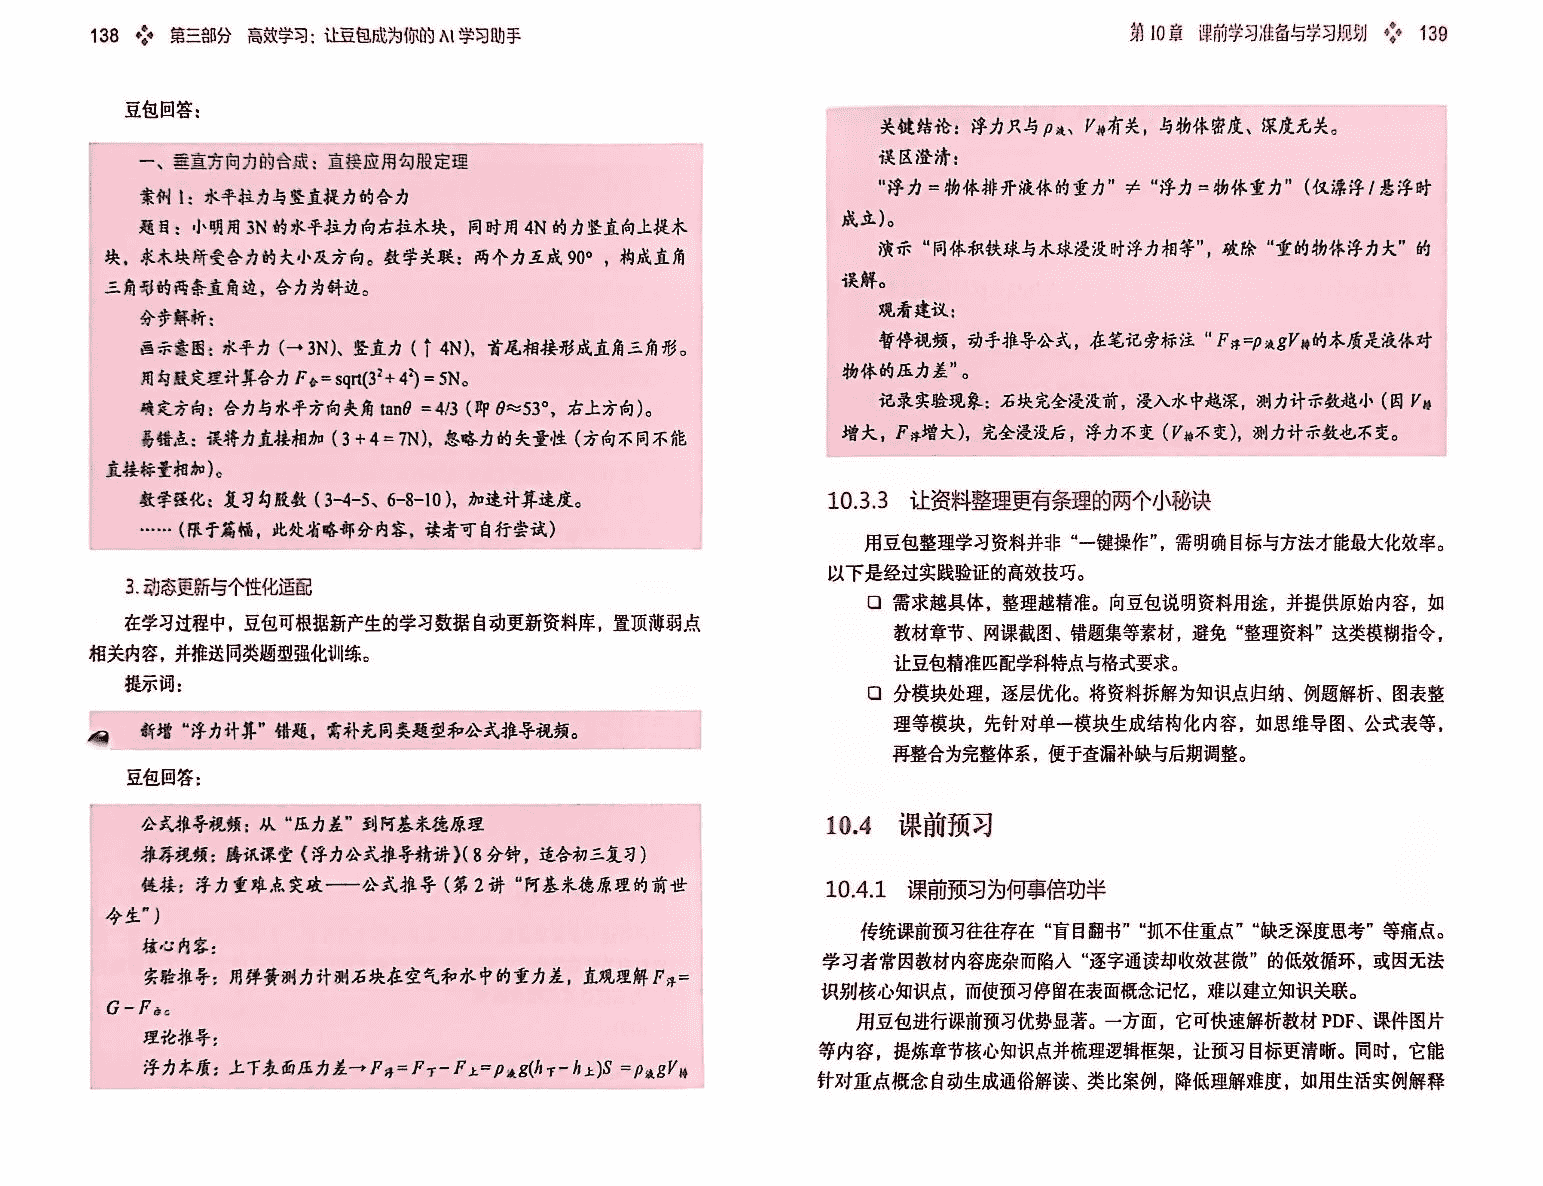 138 第三部分 高效学习：让豆包成为你的 AI 学习助手
豆包回答：
一、垂直方向力的合成：直接应用勾股定理
案例 1：水平拉力与竖直提力的合力
题目：小明用 3N 的水平拉力向右拉木块，同时用 4N 的力竖直向上提木
块，求木块所受合力的大小及方向。数学关联：两个力互成 90°，构成直角
三角形的两条直角边，合力为斜边。
分步解析：
画示意图：水平力（→ 3N）、竖直力（↑ 4N），首尾相接形成直角三角形。
用勾股定理计算合力 F合= sqrt(3²+ 4²) = 5N。
确定方向：合力与水平方向夹角 tanθ = 4/3（即 θ≈53°，右上方向）。
易错点：误将力直接相加（3 + 4 = 7N），忽略力的矢量性（方向不同不能
直接标量相加）。
数学强化：复习勾股数（3–4–5、6–8–10），加速计算速度。
……（限于篇幅，此处省略部分内容，读者可自行尝试）
3. 动态更新与个性化适配
在学习过程中，豆包可根据新产生的学习数据自动更新资料库，置顶薄弱点
相关内容，并推送同类题型强化训练。
提示词：
新增“浮力计算”错题，需补充同类题型和公式推导视频。
豆包回答：
公式推导视频：从“压力差”到阿基米德原理
推荐视频：腾讯课堂《浮力公式推导精讲》（8 分钟，适合初三复习）
链接：浮力重难点突破——公式推导（第 2 讲“阿基米德原理的前世
今生”）
核心内容：
实验推导：用弹簧测力计测石块在空气和水中的重力差，直观理解 F浮=
G – F示。
理论推导：
浮力本质：上下表面压力差→ F浮= F下– F上= ρ液g(h下– h上)S = ρ液gV排
第 10 章 课前学习准备与学习规划 139
关键结论：浮力只与 ρ液、V排有关，与物体密度、深度无关。
误区澄清：
“浮力 = 物体排开液体的重力” ≠ “浮力 = 物体重力”（仅漂浮 / 悬浮时
成立）。
演示“同体积铁球与木球浸没时浮力相等”，破除“重的物体浮力大”的
误解。
观看建议：
暂停视频，动手推导公式，在笔记旁标注“ F浮=ρ液gV排的本质是液体对
物体的压力差”。
记录实验现象：石块完全浸没前，浸入水中越深，测力计示数越小（因 V排
增大，F浮增大），完全浸没后，浮力不变（V排不变），测力计示数也不变。
10.3.3 让资料整理更有条理的两个小秘诀
用豆包整理学习资料并非“一键操作”，需明确目标与方法才能最大化效率。
以下是经过实践验证的高效技巧。
❑ 需求越具体，整理越精准。向豆包说明资料用途，并提供原始内容，如
教材章节、网课截图、错题集等素材，避免“整理资料”这类模糊指令，
让豆包精准匹配学科特点与格式要求。
❑ 分模块处理，逐层优化。将资料拆解为知识点归纳、例题解析、图表整
理等模块，先针对单一模块生成结构化内容，如思维导图、公式表等，
再整合为完整体系，便于查漏补缺与后期调整。
10.4 课前预习
10.4.1 课前预习为何事倍功半
传统课前预习往往存在“盲目翻书”“抓不住重点”“缺乏深度思考”等痛点。
学习者常因教材内容庞杂而陷入“逐字通读却收效甚微”的低效循环，或因无法
识别核心知识点，而使预习停留在表面概念记忆，难以建立知识关联。
用豆包进行课前预习优势显著。一方面，它可快速解析教材 PDF、课件图片
等内容，提炼章节核心知识点并梳理逻辑框架，让预习目标更清晰。同时，它能
针对重点概念自动生成通俗解读、类比案例，降低理解难度，如用生活实例解释